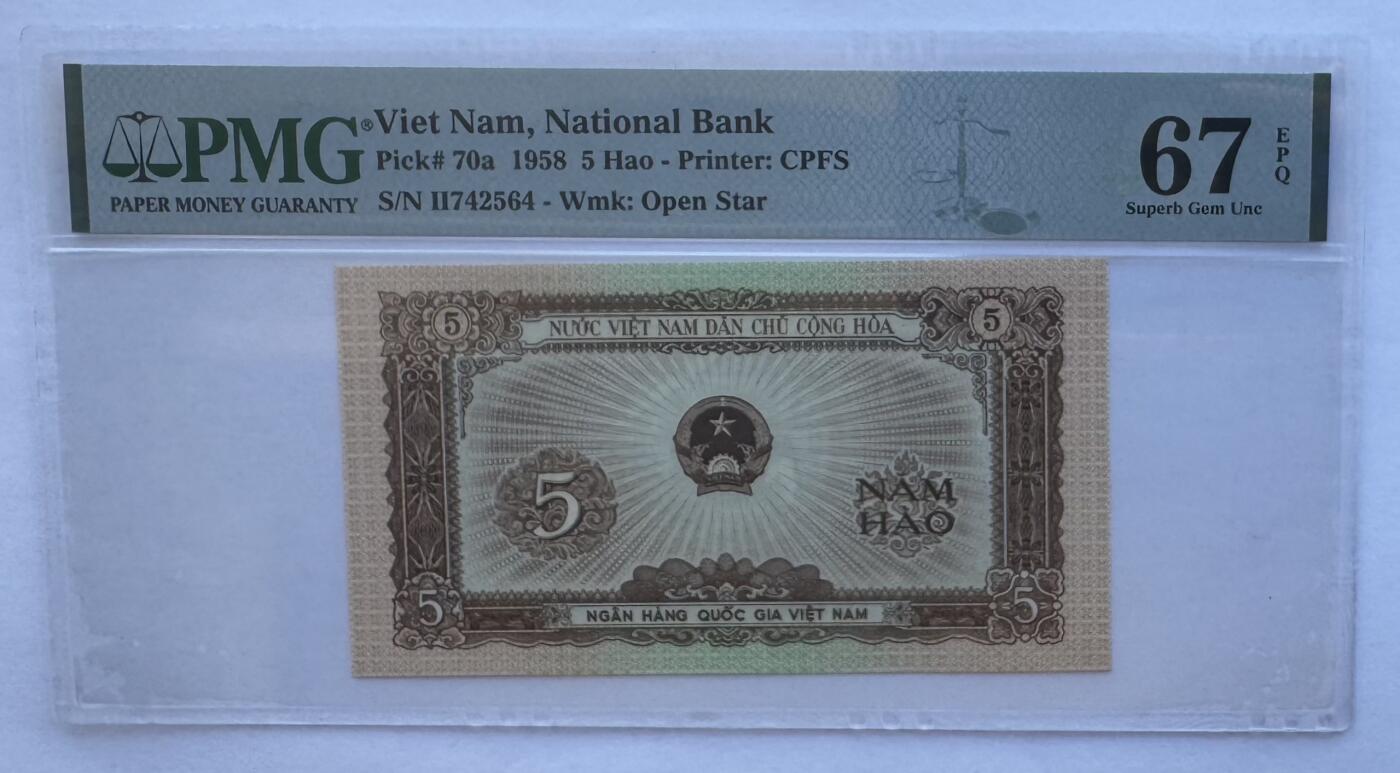 PMG®
PAPER MONEY GUARANTY
Viet Nam, National Bank
Pick# 70a 1958 5 Hao - Printer: CPFS
S/N II742564 - Wmk: Open Star
67
EPQ
Superb Gem Unc
5
NƯỚC VIỆT NAM DÂN CHỦ CỘNG HÒA
5
5
NĂM
HÀO
5
NGÂN HÀNG QUỐC GIA VIỆT NAM
5